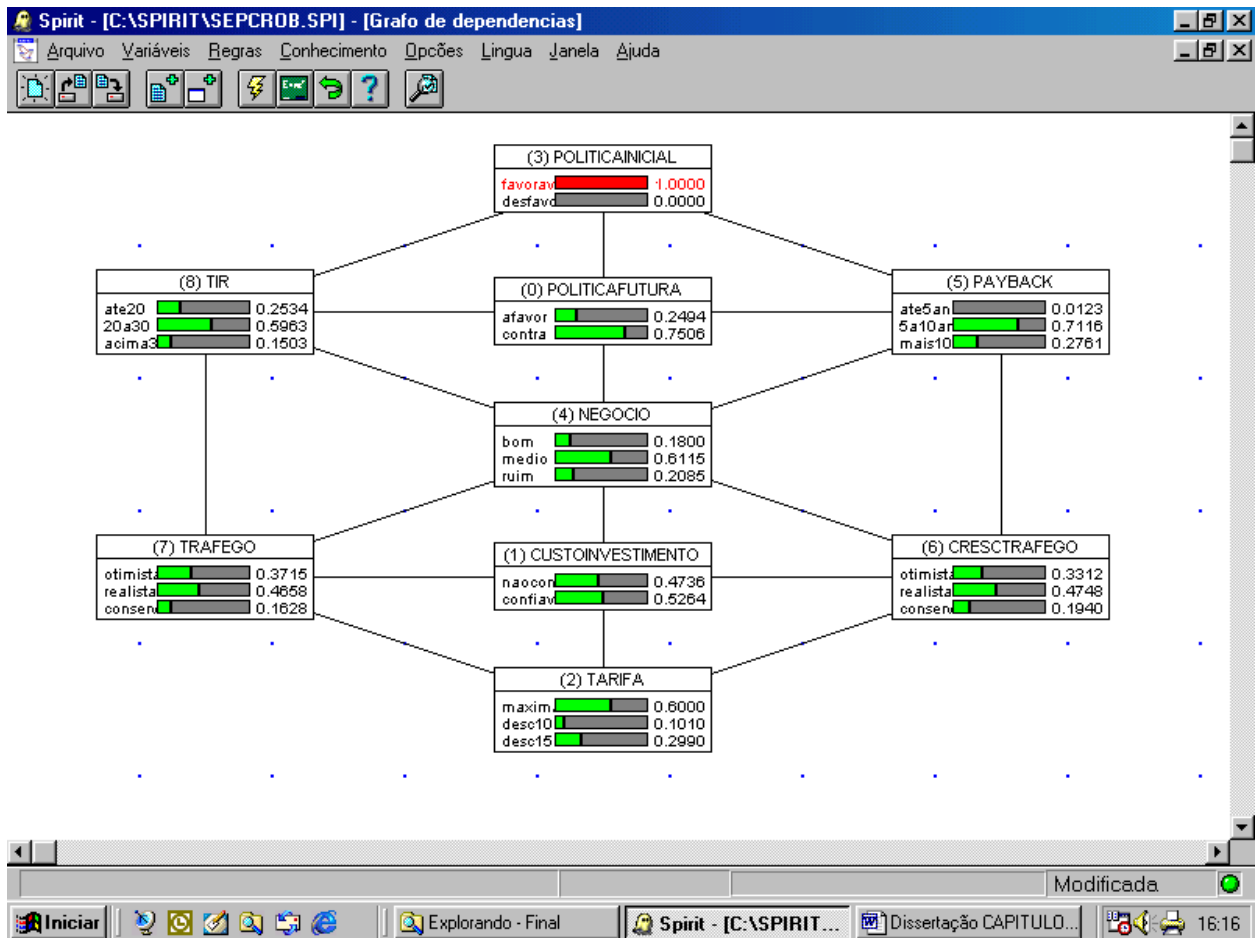 Spirit - [C:\SPIRIT\SEPCROB.SPI] - [Grafo de dependencias]
Arquivo Variáveis Regras Conhecimento Opcões Lingua Janela Ajuda
(3) POLITICAINICIAL
favorav 1.0000
desfavo 0.0000
(8) TIR
ate20 0.2534
20a30 0.5963
acima3 0.1503
(0) POLITICAFUTURA
afavor 0.2494
contra 0.7506
(5) PAYBACK
ate5an 0.0123
5a10an 0.7116
mais10 0.2761
(4) NEGOCIO
bom 0.1800
medio 0.6115
ruim 0.2085
(7) TRAFEGO
otimista 0.3715
realista 0.4658
conserv 0.1628
(1) CUSTOINVESTIMENTO
naocon 0.4736
confiav 0.5264
(6) CRESCTRAFEGO
otimista 0.3312
realista 0.4748
conserv 0.1940
(2) TARIFA
maxim 0.6000
desc10 0.1010
desc15 0.2990
Modificada
Iniciar Explorando - Final Spirit - [C:\SPIRIT... Dissertação CAPITULO... 16:16